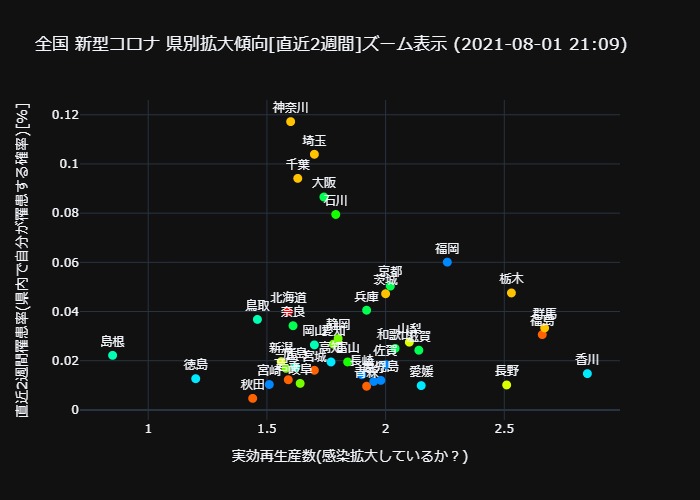 全国 新型コロナ 県別拡大傾向[直近2週間]ズーム表示 (2021-08-01 21:09)
直近2週間罹患率(県内で自分が罹患する確率)[%]
0.12
0.1
0.08
0.06
0.04
0.02
0
神奈川
埼玉
千葉
大阪
石川
福岡
京都
茨城
栃木
兵庫
北海道
鳥取
奈良
群馬
福島
静岡
岡山
愛知
山梨
和歌山
滋賀
島根
新潟
富山
佐賀
宮城
長崎
徳島
宮崎
岐阜
秋田
青森
愛媛
長野
香川
1
1.5
2
2.5
実効再生産数(感染拡大しているか？)